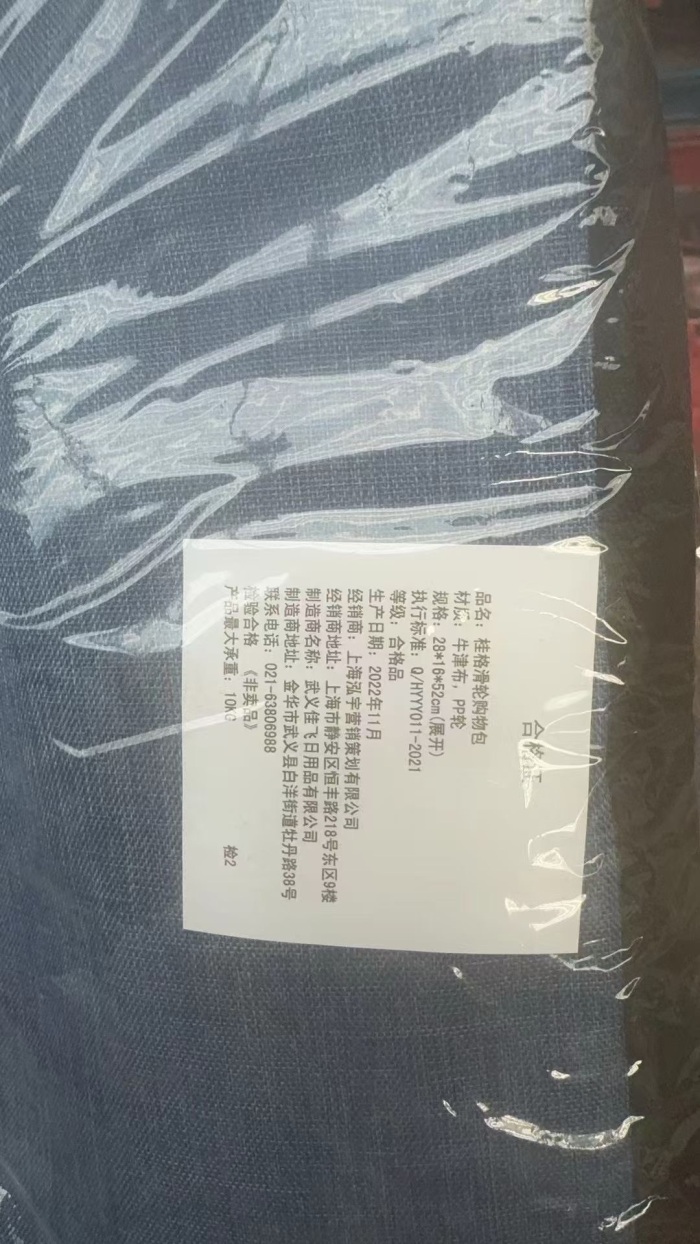 合格证
品名：桂格滑轮购物包
材质：牛津布，PP轮
规格：28*16*52cm(展开)
执行标准：Q/HYYY011-2021
等级：合格品
生产日期：2022年11月
经销商：上海泓宇营销策划有限公司
经销商地址：上海市静安区恒丰路218号东区9楼
制造商名称：武义佳飞日用品有限公司
制造商地址：金华市武义县白洋街道牡丹路38号
联系电话：021-63806988
检验合格 《非卖品》
产品最大承重：10KG 检2